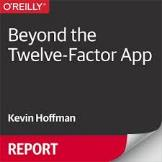 O'REILLY®
Beyond the
Twelve-Factor App
Kevin Hoffman
REPORT